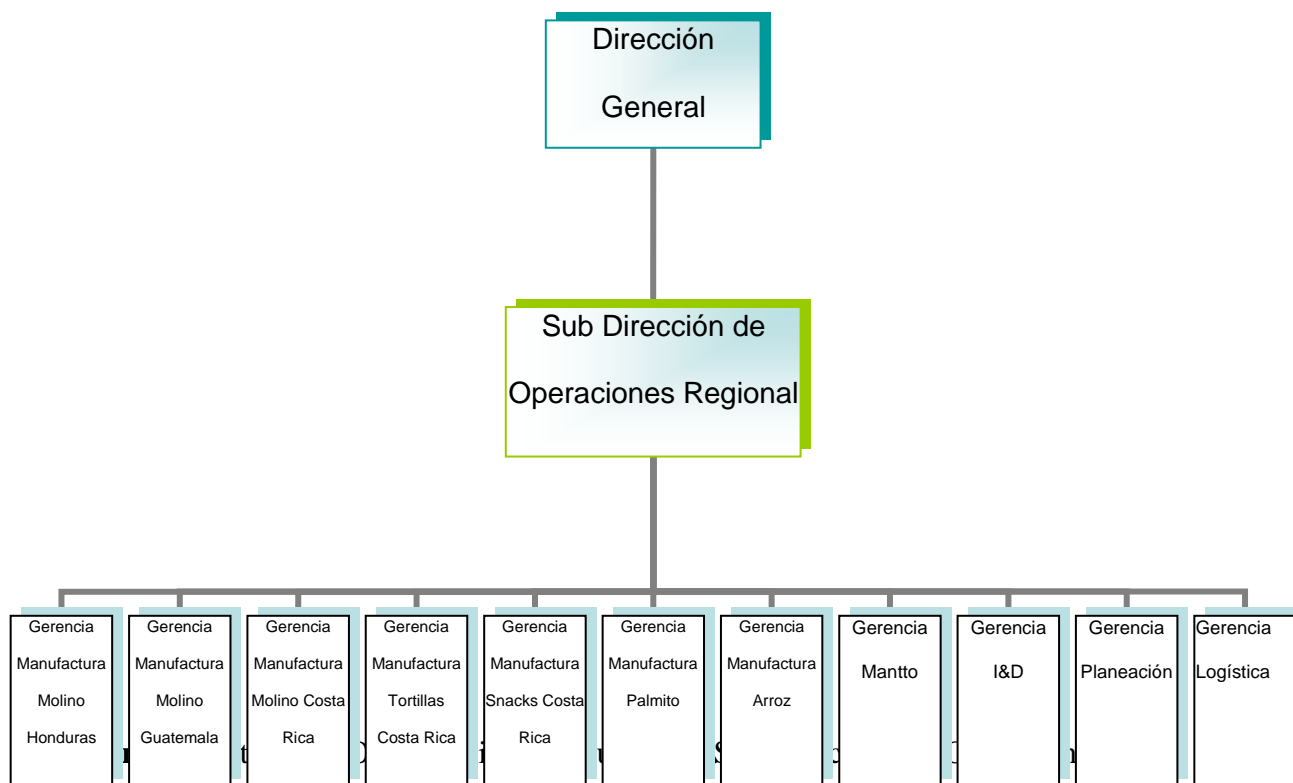 Dirección
General
Sub Dirección de
Operaciones Regional
Gerencia
Manufactura
Molino
Honduras
Gerencia
Manufactura
Molino
Guatemala
Gerencia
Manufactura
Molino Costa
Rica
Gerencia
Manufactura
Tortillas
Costa Rica
Gerencia
Manufactura
Snacks Costa
Rica
Gerencia
Manufactura
Palmito
Gerencia
Manufactura
Arroz
Gerencia
Mantto
Gerencia
I&D
Gerencia
Planeación
Gerencia
Logística